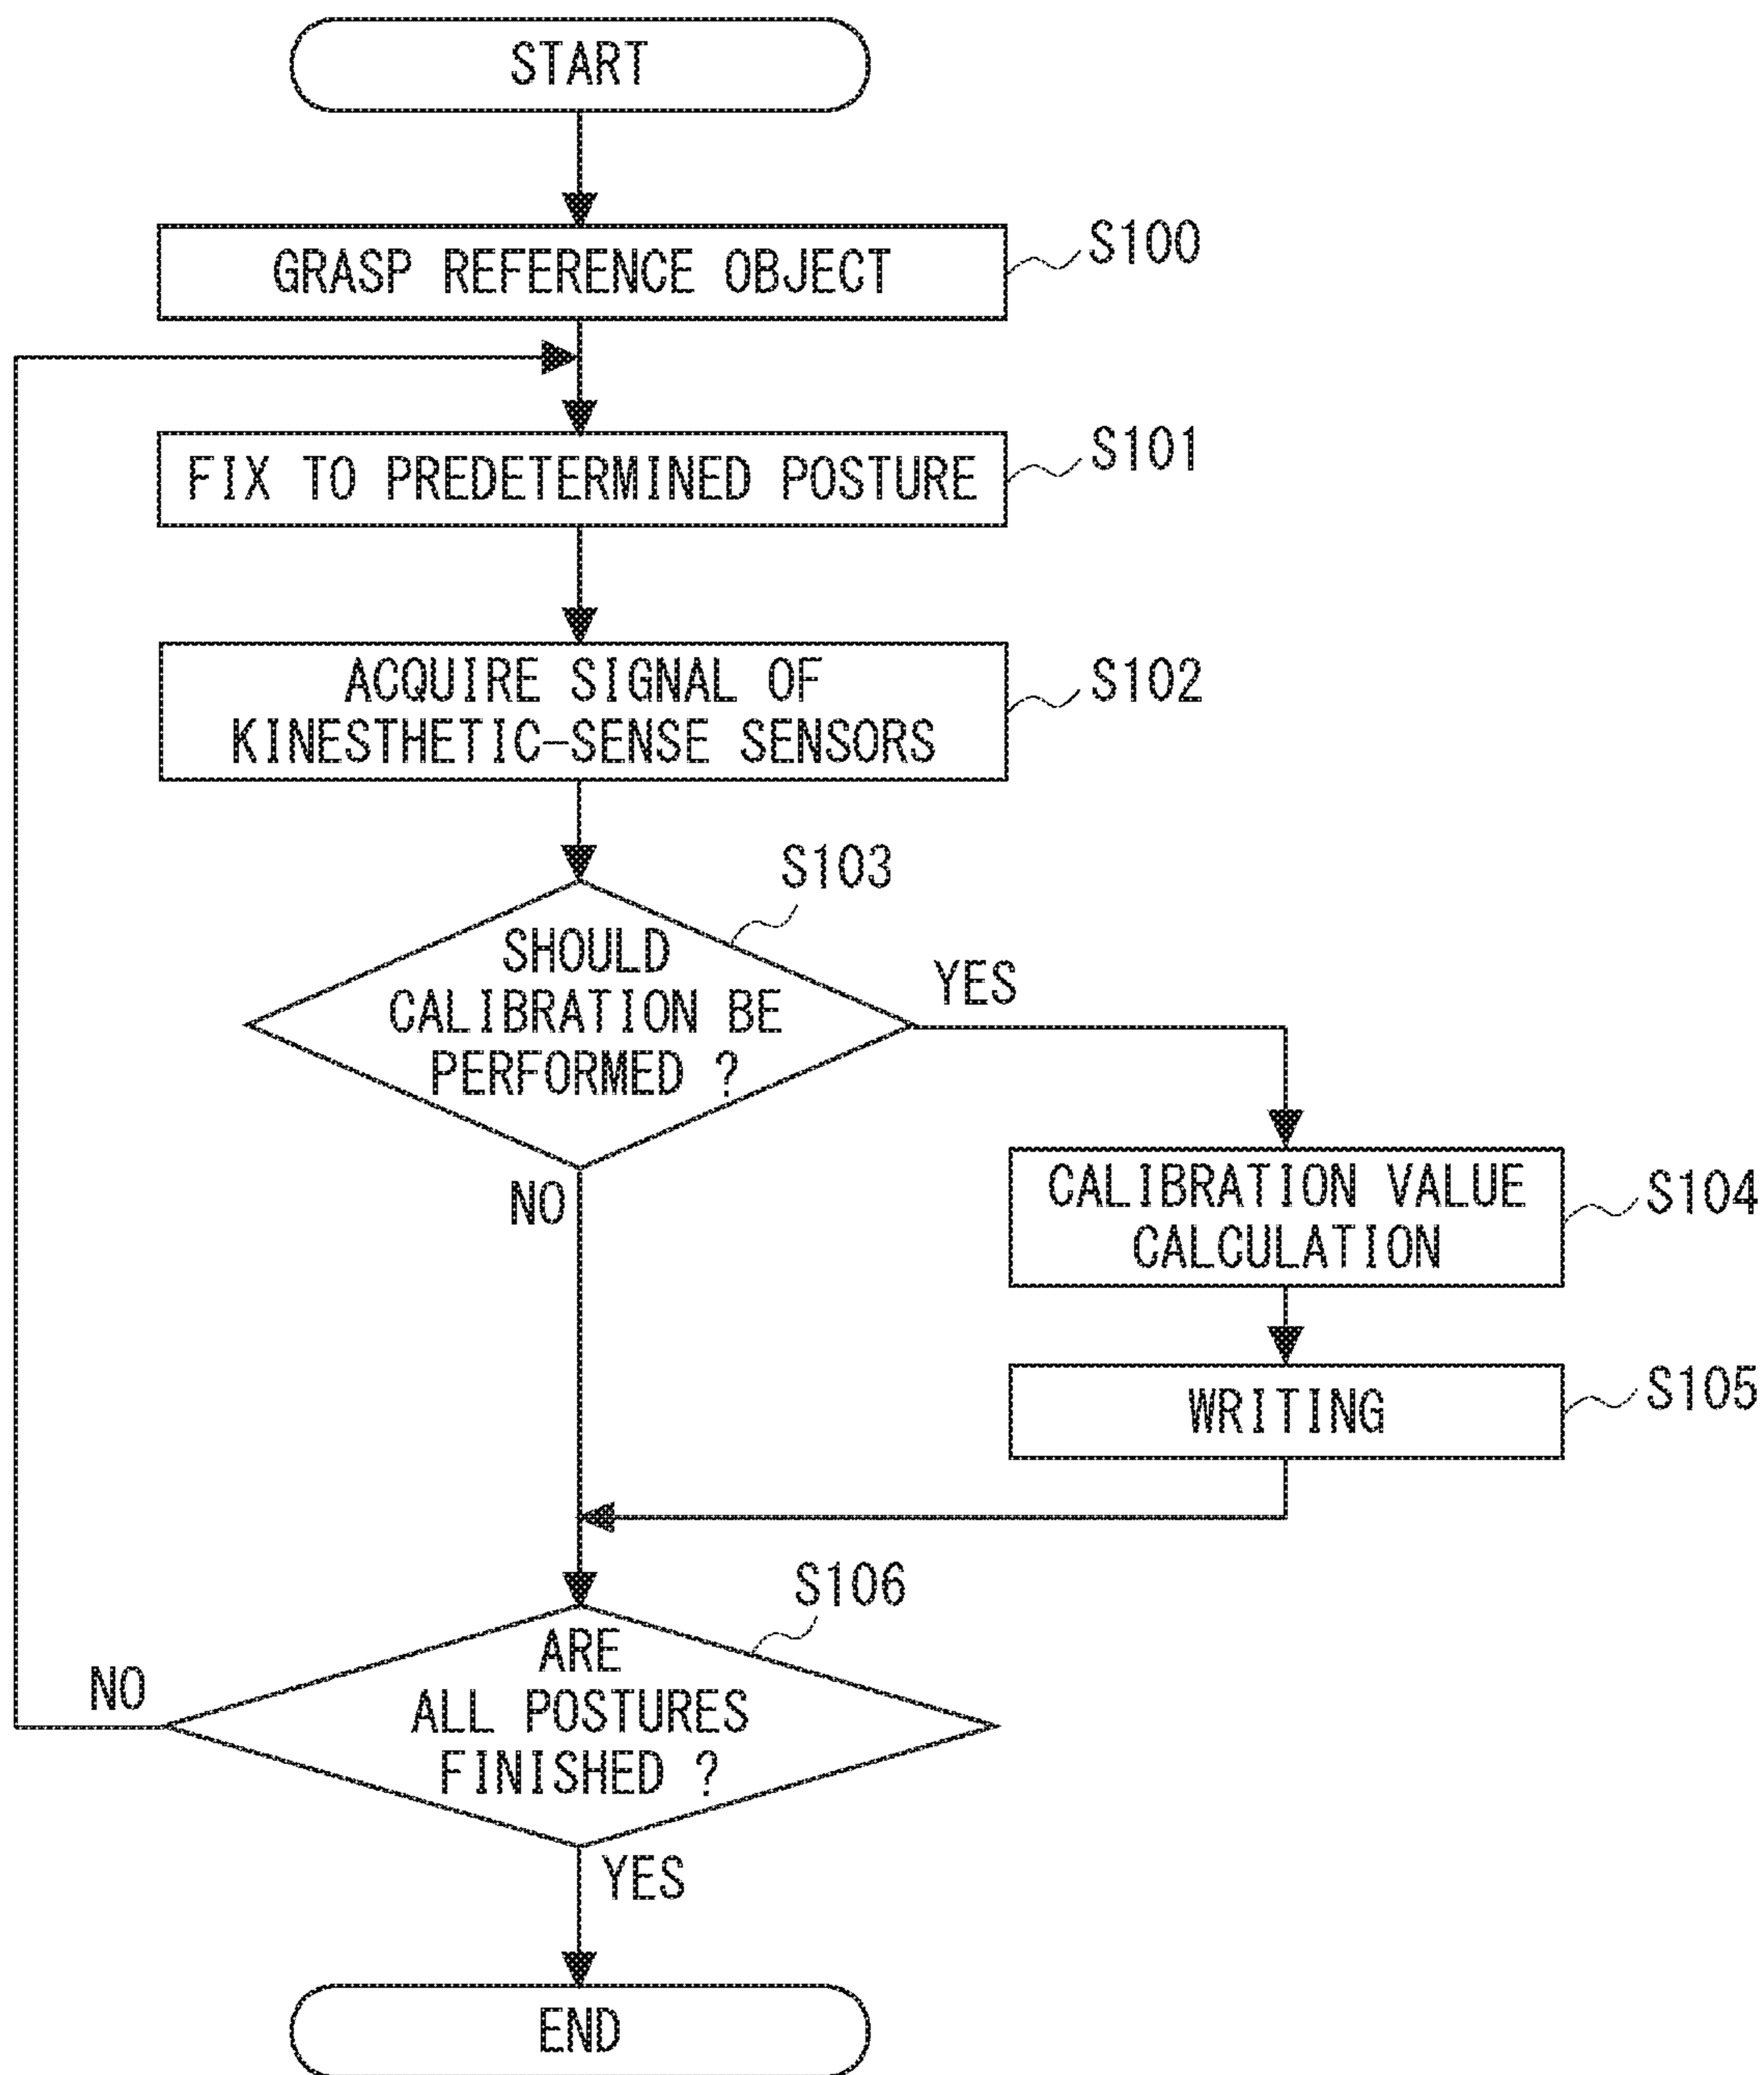 START
GRASP REFERENCE OBJECT
S100
FIX TO PREDETERMINED POSTURE
S101
ACQUIRE SIGNAL OF
KINESTHETIC-SENSE SENSORS
S102
S103
SHOULD
CALIBRATION BE
PERFORMED ?
YES
NO
CALIBRATION VALUE
CALCULATION
S104
WRITING
S105
S106
ARE
ALL POSTURES
FINISHED ?
NO
YES
END